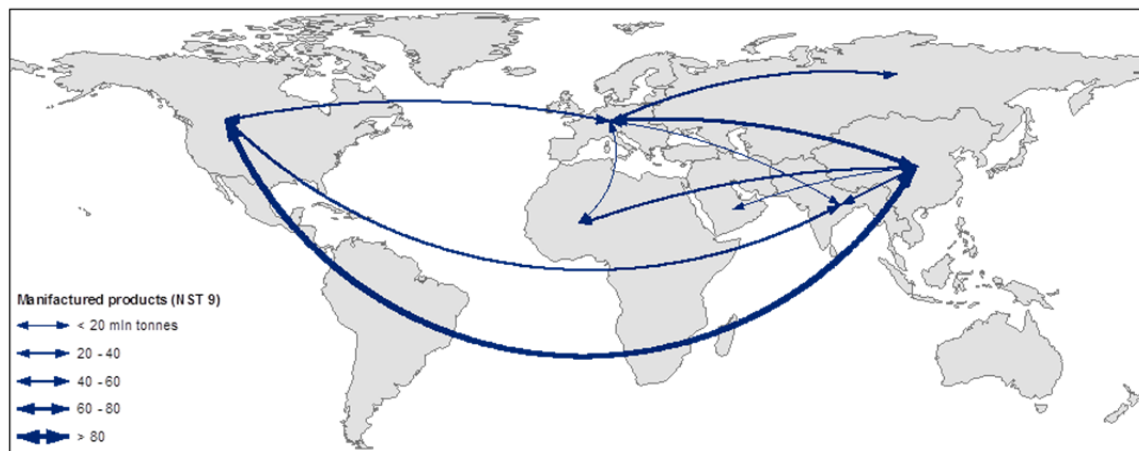 Manifactured products (NST 9)
< 20 mln tonnes
20 - 40
40 - 60
60 - 80
> 80